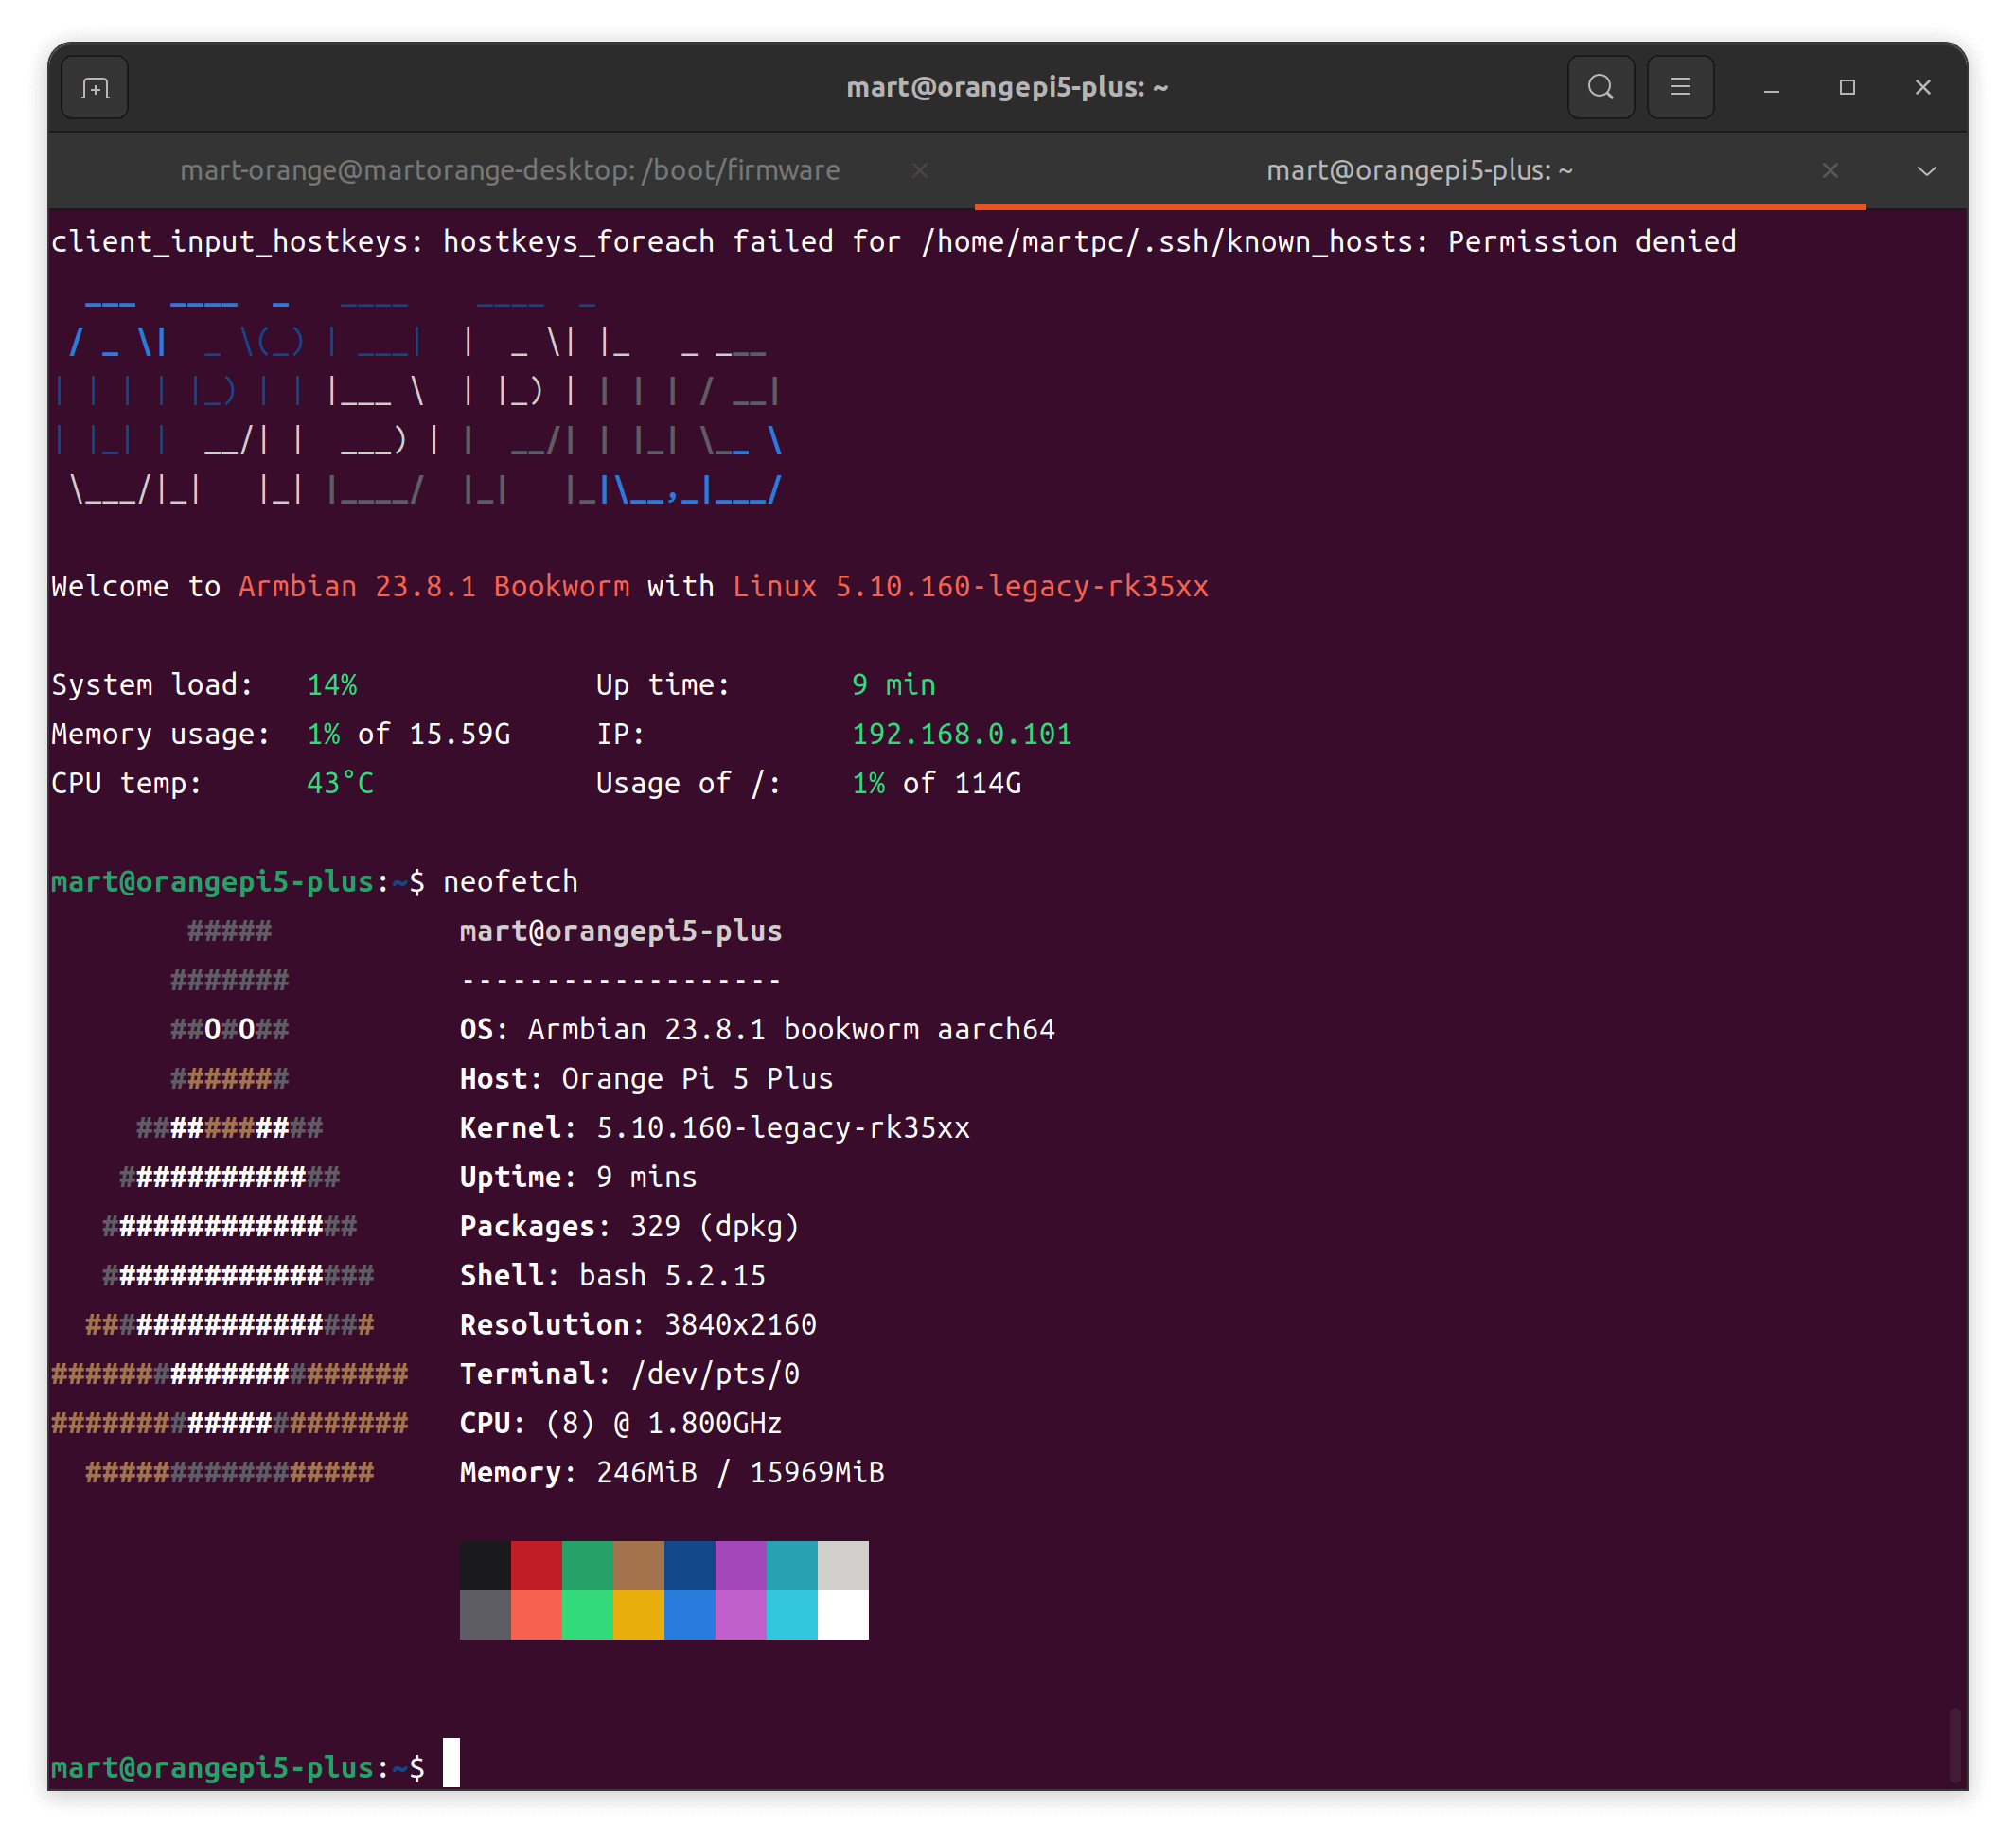 mart@orangepi5-plus: ~
mart-orange@martorange-desktop: /boot/firmware
mart@orangepi5-plus: ~
client_input_hostkeys: hostkeys_foreach failed for /home/martpc/.ssh/known_hosts: Permission denied
  ___  ____  _   ____    ____  _
 / _ \|  _ \(_) | ___|  |  _ \| |_   _ ___
| | | | |_) | | |___ \  | |_) | | | | / __|
| |_| |  __/| |  ___) | |  __/| | |_| \__ \
 \___/|_|   |_| |____/  |_|   |_|\__,_|___/
Welcome to Armbian 23.8.1 Bookworm with Linux 5.10.160-legacy-rk35xx
System load:   14%              Up time:       9 min
Memory usage:  1% of 15.59G     IP:            192.168.0.101
CPU temp:      43°C             Usage of /:    1% of 114G
mart@orangepi5-plus:~$ neofetch
        #####           mart@orangepi5-plus
       #######          -------------------
       ##O#O##          OS: Armbian 23.8.1 bookworm aarch64
       #######          Host: Orange Pi 5 Plus
     ###########        Kernel: 5.10.160-legacy-rk35xx
    #############       Uptime: 9 mins
   ###############      Packages: 329 (dpkg)
   ################     Shell: bash 5.2.15
  #################     Resolution: 3840x2160
#####################   Terminal: /dev/pts/0
#####################   CPU: (8) @ 1.800GHz
  #################     Memory: 246MiB / 15969MiB
mart@orangepi5-plus:~$